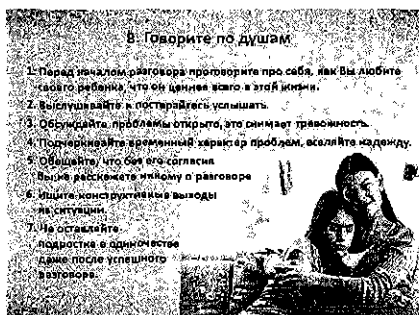 8. Говорите по душам
1. Перед началом разговора проговорите про себя, как Вы любите
своего ребенка, что он ценнее всего в этой жизни.
2. Выслушивайте и постарайтесь услышать.
3. Обсуждайте проблемы открыто, это снимает тревожность.
4. Подчеркивайте временный характер проблем, вселяйте надежду.
5. Обещайте, что без его согласия
Вы не расскажете никому о разговоре
6. Ищите конструктивные выходы
из ситуации.
7. Не оставляйте
подростка в одиночестве
даже после успешного
разговора.